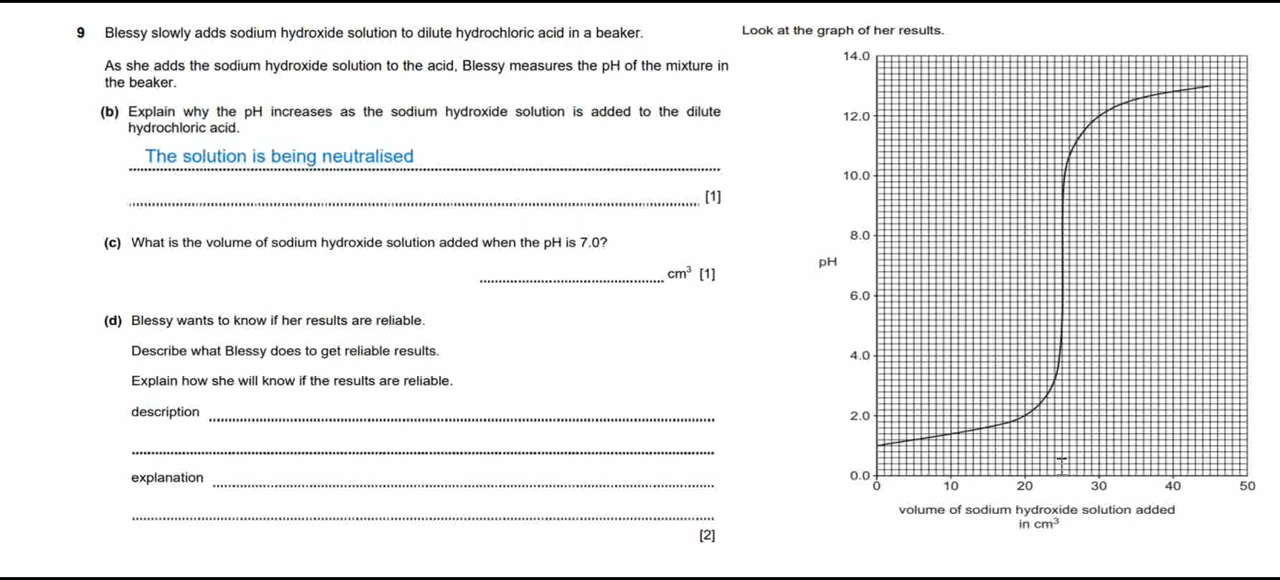 9 Blessy slowly adds sodium hydroxide solution to dilute hydrochloric acid in a beaker.
As she adds the sodium hydroxide solution to the acid, Blessy measures the pH of the mixture in
the beaker.
(b) Explain why the pH increases as the sodium hydroxide solution is added to the dilute
hydrochloric acid.
The solution is being neutralised
[1]
(c) What is the volume of sodium hydroxide solution added when the pH is 7.0?
cm³ [1]
(d) Blessy wants to know if her results are reliable.
Describe what Blessy does to get reliable results.
Explain how she will know if the results are reliable.
description
explanation
[2]
Look at the graph of her results.
14.0
12.0
10.0
8.0
pH
6.0
4.0
2.0
0.0
0 10 20 30 40 50
volume of sodium hydroxide solution added
in cm³